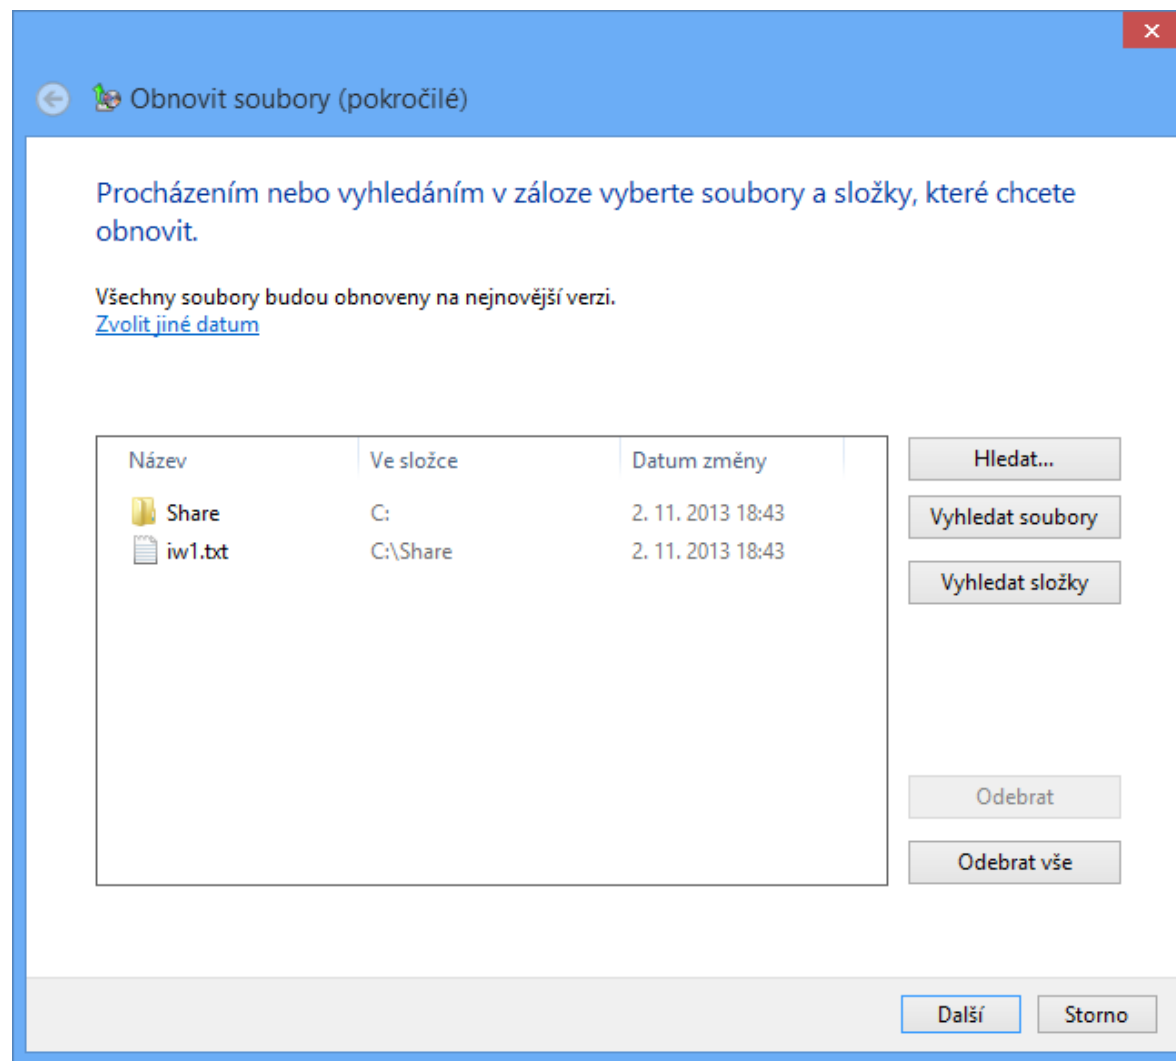 Obnovit soubory (pokročilé)
Procházením nebo vyhledáním v záloze vyberte soubory a složky, které chcete
obnovit.
Všechny soubory budou obnoveny na nejnovější verzi.
Zvolit jiné datum
Název Ve složce Datum změny
Share C: 2. 11. 2013 18:43
iw1.txt C:\Share 2. 11. 2013 18:43
Hledat...
Vyhledat soubory
Vyhledat složky
Odebrat
Odebrat vše
Další Storno